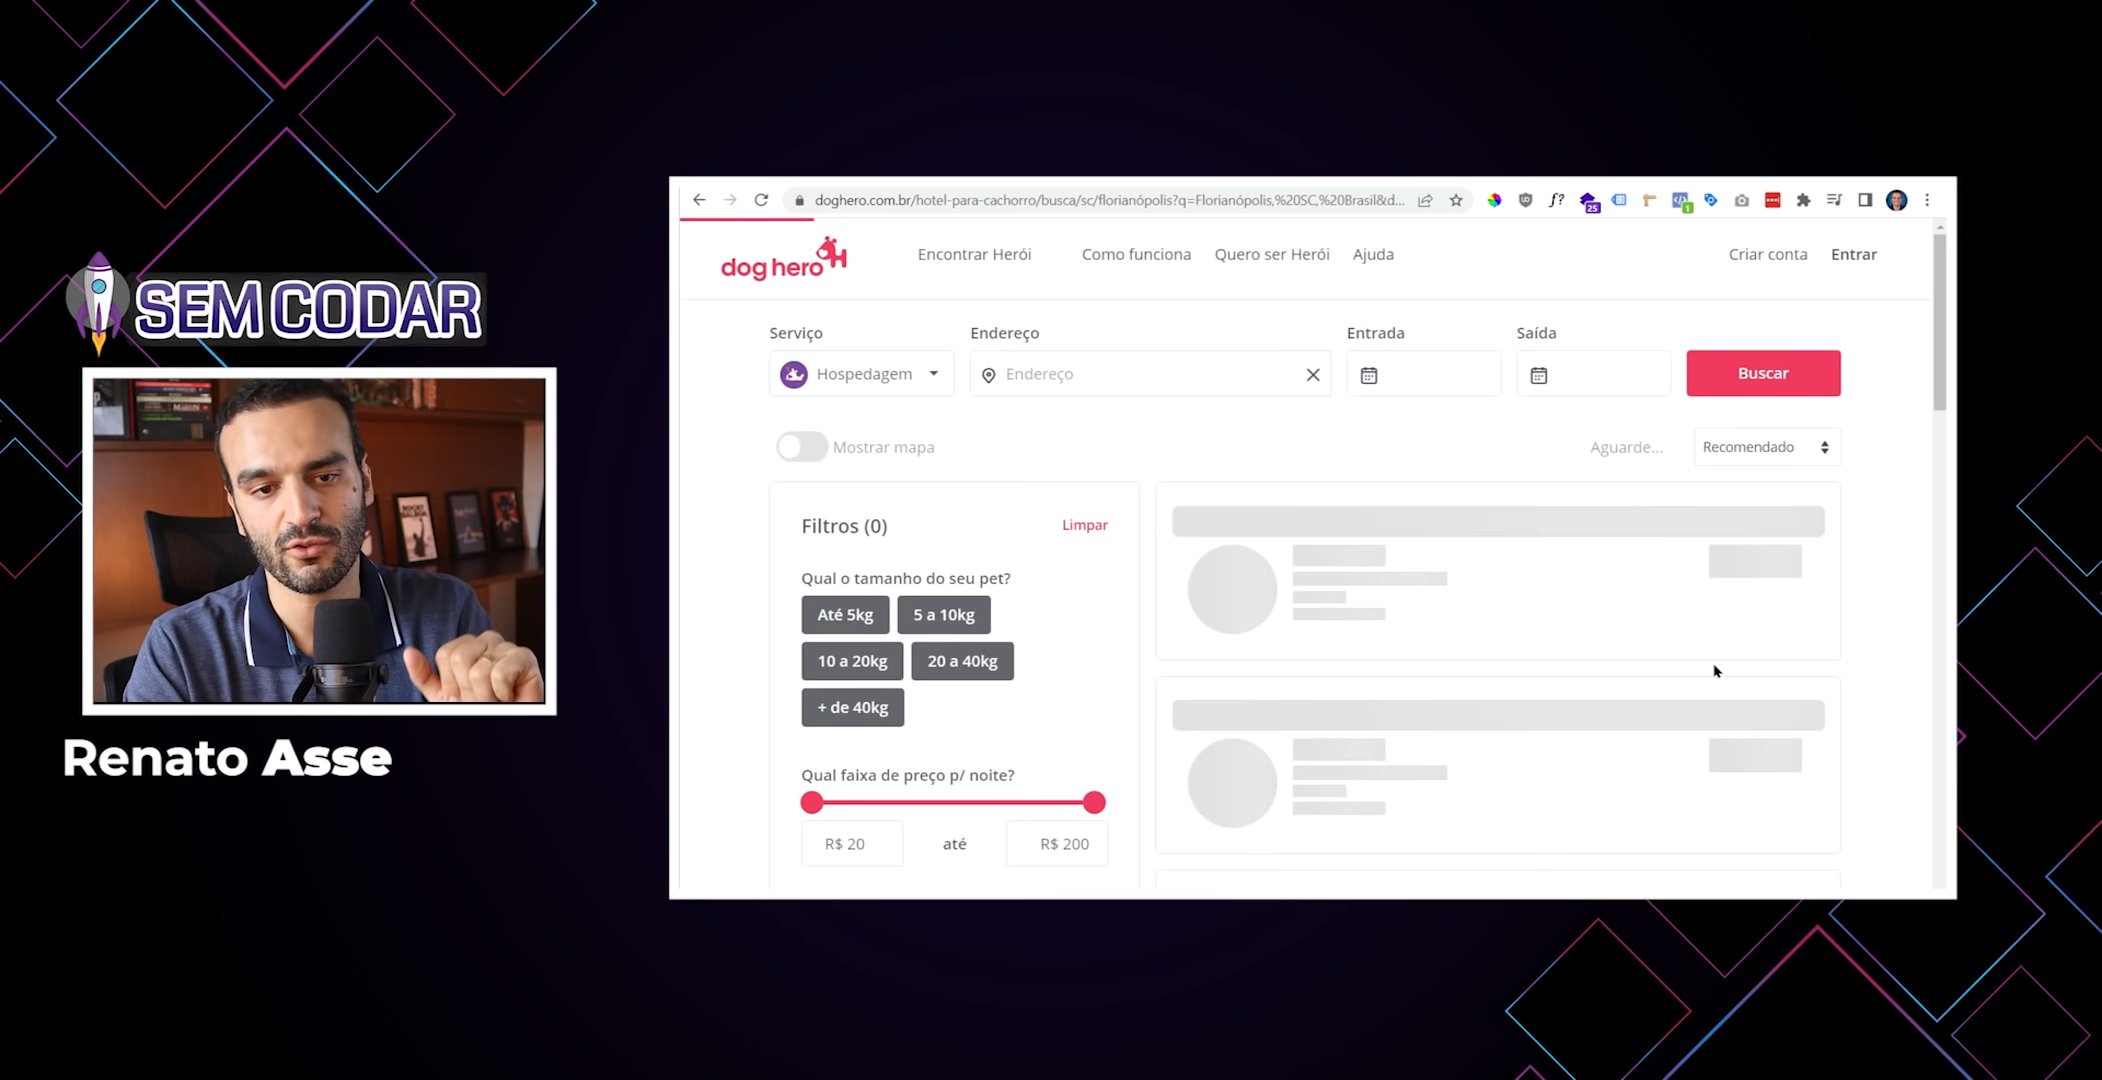 SEM CODAR
Renato Asse
doghero.com.br/hotel-para-cachorro/busca/sc/florianópolis?q=Florianópolis,%20SC,%20Brasil&d...
f?
25
1
dog hero
Encontrar Herói
Como funciona
Quero ser Herói
Ajuda
Criar conta
Entrar
Serviço
Endereço
Entrada
Saída
Hospedagem
Endereço
Buscar
Mostrar mapa
Aguarde...
Recomendado
Filtros (0)
Limpar
Qual o tamanho do seu pet?
Até 5kg
5 a 10kg
10 a 20kg
20 a 40kg
+ de 40kg
Qual faixa de preço p/ noite?
R$ 20
até
R$ 200